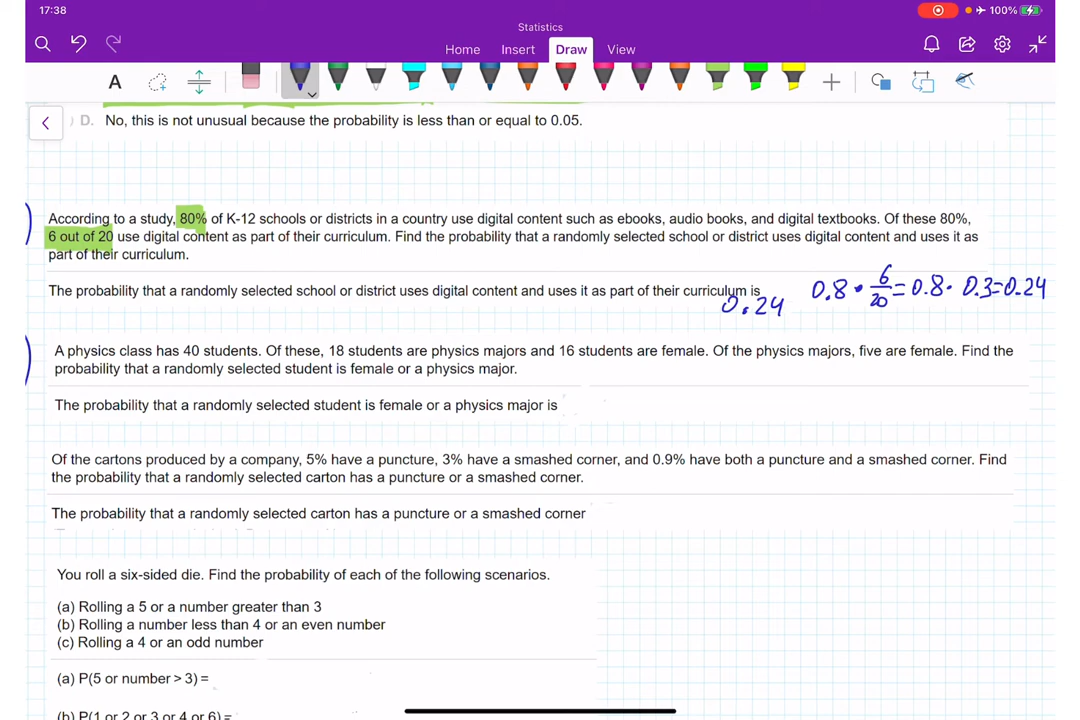 17:38
100%
Statistics
Home Insert Draw View
A
D. No, this is not unusual because the probability is less than or equal to 0.05.
According to a study, 80% of K-12 schools or districts in a country use digital content such as ebooks, audio books, and digital textbooks. Of these 80%,
6 out of 20 use digital content as part of their curriculum. Find the probability that a randomly selected school or district uses digital content and uses it as
part of their curriculum.
The probability that a randomly selected school or district uses digital content and uses it as part of their curriculum is
0.24
0.8 · 6/20 = 0.8 · 0.3 = 0.24
A physics class has 40 students. Of these, 18 students are physics majors and 16 students are female. Of the physics majors, five are female. Find the
probability that a randomly selected student is female or a physics major.
The probability that a randomly selected student is female or a physics major is
Of the cartons produced by a company, 5% have a puncture, 3% have a smashed corner, and 0.9% have both a puncture and a smashed corner. Find
the probability that a randomly selected carton has a puncture or a smashed corner.
The probability that a randomly selected carton has a puncture or a smashed corner
You roll a six-sided die. Find the probability of each of the following scenarios.
(a) Rolling a 5 or a number greater than 3
(b) Rolling a number less than 4 or an even number
(c) Rolling a 4 or an odd number
(a) P(5 or number > 3) =
(b) P(1 or 2 or 3 or 4 or 6) =